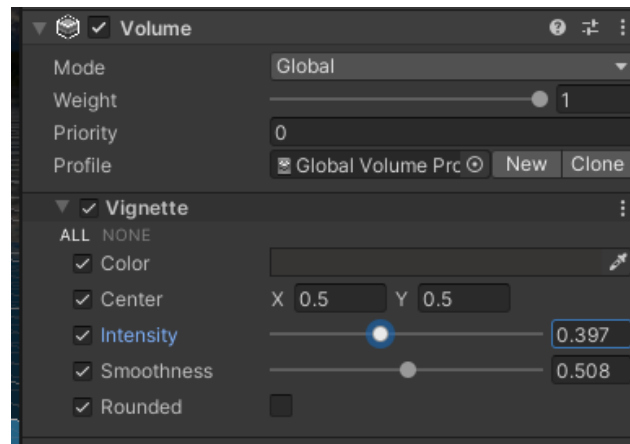 Volume
Mode Global
Weight 1
Priority 0
Profile Global Volume Prc New Clone
Vignette
ALL NONE
Color
Center X 0.5 Y 0.5
Intensity 0.397
Smoothness 0.508
Rounded